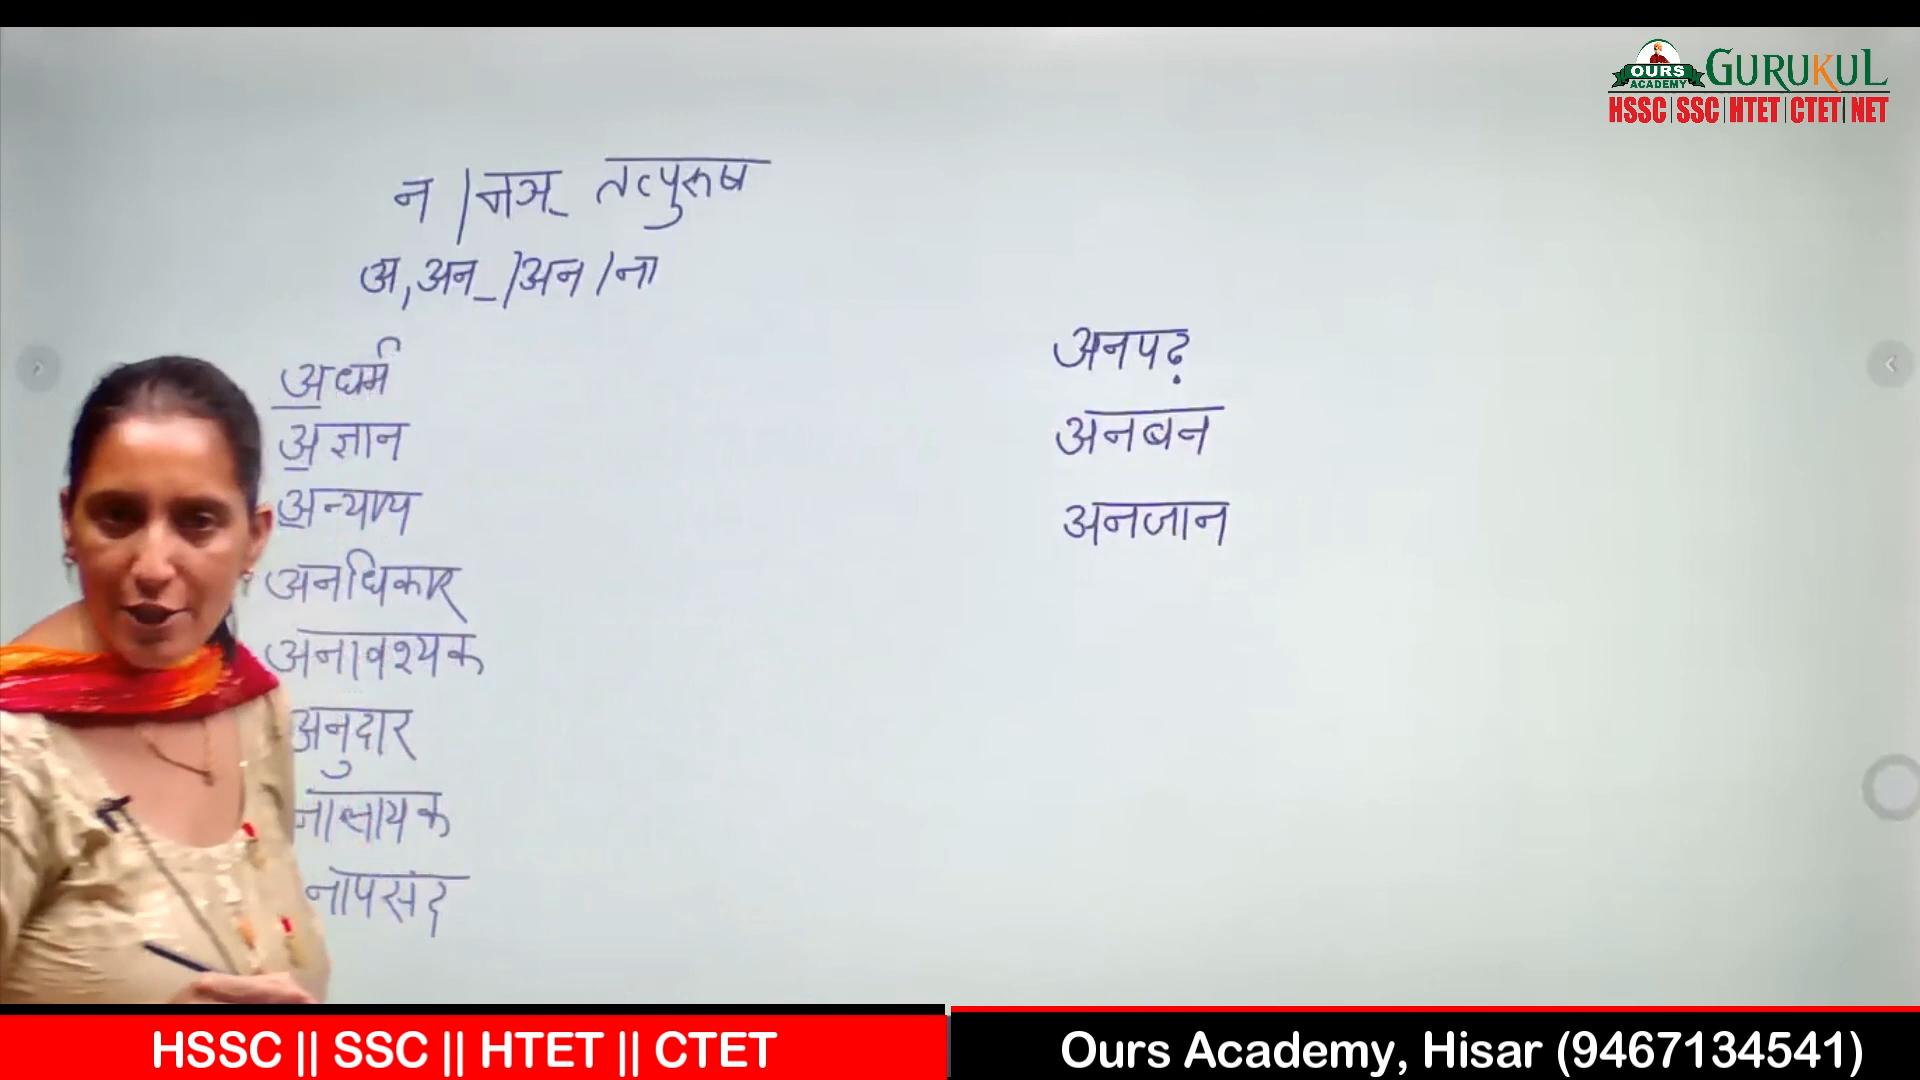 OURS
ACADEMY
GURUKUL
HSSC | SSC | HTET | CTET | NET
न / नञ् तत्पुरुष
अ, अन् / अन / ना
अधर्म
अज्ञान
अन्याय
अनधिकार
अनावश्यक
अनुदार
नालायक
नापसंद
अनपढ़
अनबन
अनजान
HSSC || SSC || HTET || CTET
Ours Academy, Hisar (9467134541)